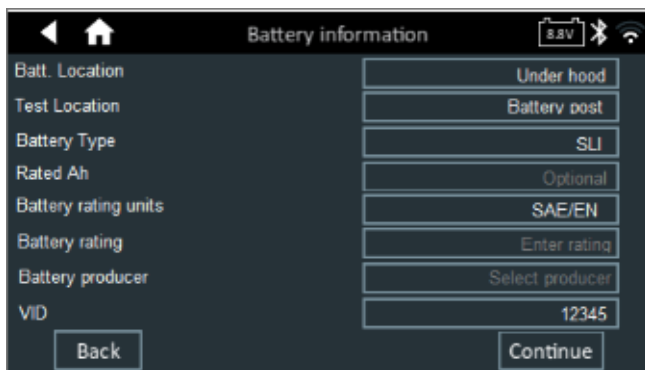 Battery information 8.8V
Batt. Location Under hood
Test Location Battery post
Battery Type SLI
Rated Ah Optional
Battery rating units SAE/EN
Battery rating Enter rating
Battery producer Select producer
VID 12345
Back Continue